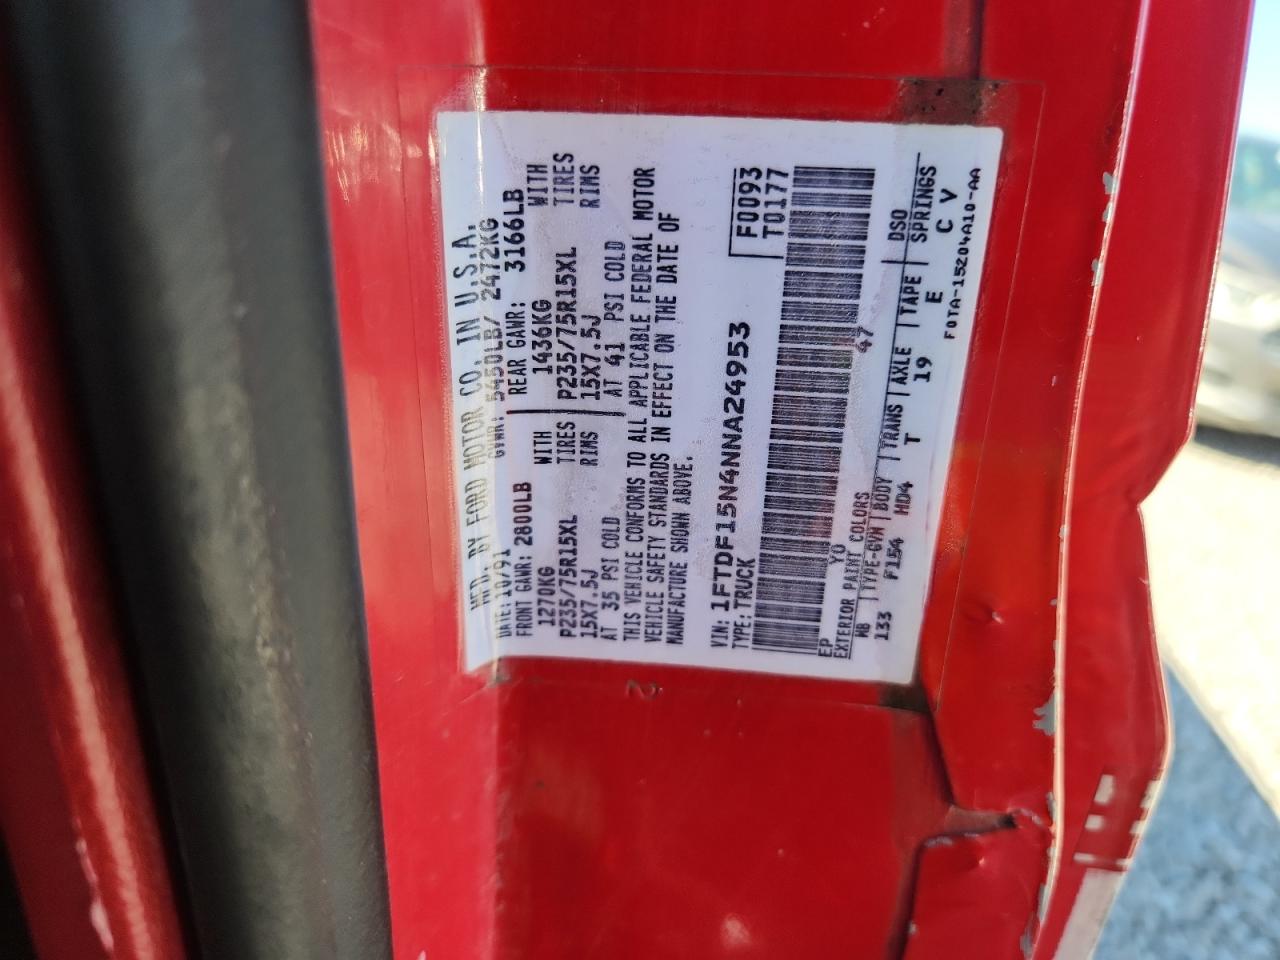 MFD. BY FORD MOTOR CO. IN U.S.A.
DATE: 10/91 GVWR: 5450LB/ 2472KG
FRONT GAWR: 2800LB REAR GAWR: 3166LB
1270KG WITH 1436KG WITH
P235/75R15XL TIRES P235/75R15XL TIRES
15X7.5J RIMS 15X7.5J RIMS
AT 35 PSI COLD AT 41 PSI COLD
THIS VEHICLE CONFORMS TO ALL APPLICABLE FEDERAL MOTOR
VEHICLE SAFETY STANDARDS IN EFFECT ON THE DATE OF
MANUFACTURE SHOWN ABOVE.
VIN: 1FTDF15N4NNA24953 F0093
TYPE: TRUCK T0177
EP YO 47
EXTERIOR PAINT COLORS DSO
WB | TYPE-GVW | BODY | TRANS | AXLE | TAPE | SPRINGS
133 F154 HD4 T 19 E C V
F0TA-15204A10-AA
2